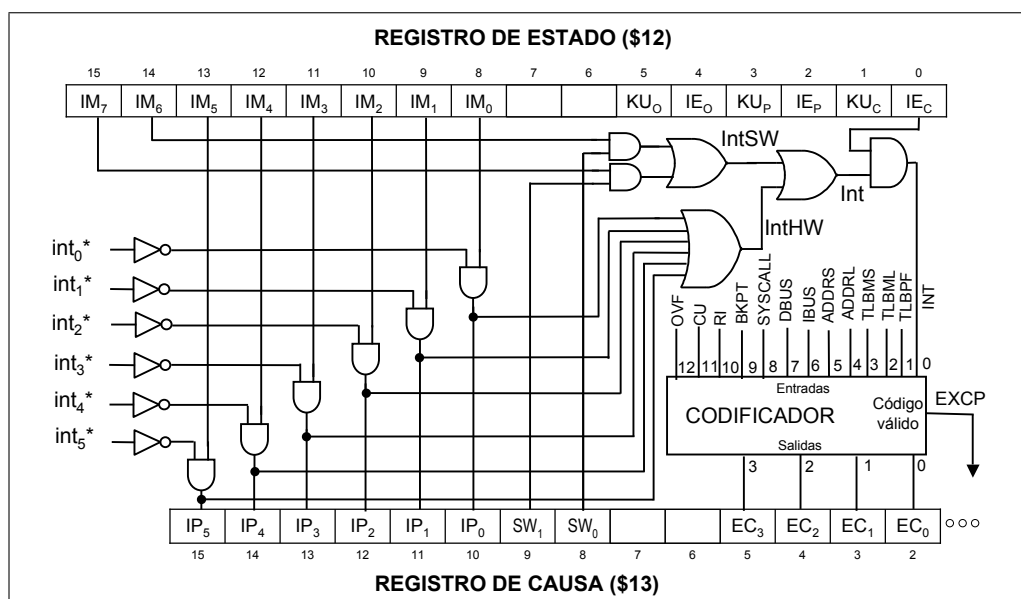 REGISTRO DE ESTADO ($12)
15 14 13 12 11 10 9 8 7 6 5 4 3 2 1 0
IM7 IM6 IM5 IM4 IM3 IM2 IM1 IM0 KUO IEO KUP IEP KUC IEC
IntSW
Int
IntHW
int0*
int1*
int2*
int3*
int4*
int5*
OVF CU RI BKPT SYSCALL DBUS IBUS ADDRS ADDRL TLBMS TLBML TLBPF INT
12 11 10 9 8 7 6 5 4 3 2 1 0
Entradas
CODIFICADOR
Código
válido
EXCP
Salidas
3 2 1 0
IP5 IP4 IP3 IP2 IP1 IP0 SW1 SW0 EC3 EC2 EC1 EC0
15 14 13 12 11 10 9 8 7 6 5 4 3 2
REGISTRO DE CAUSA ($13)